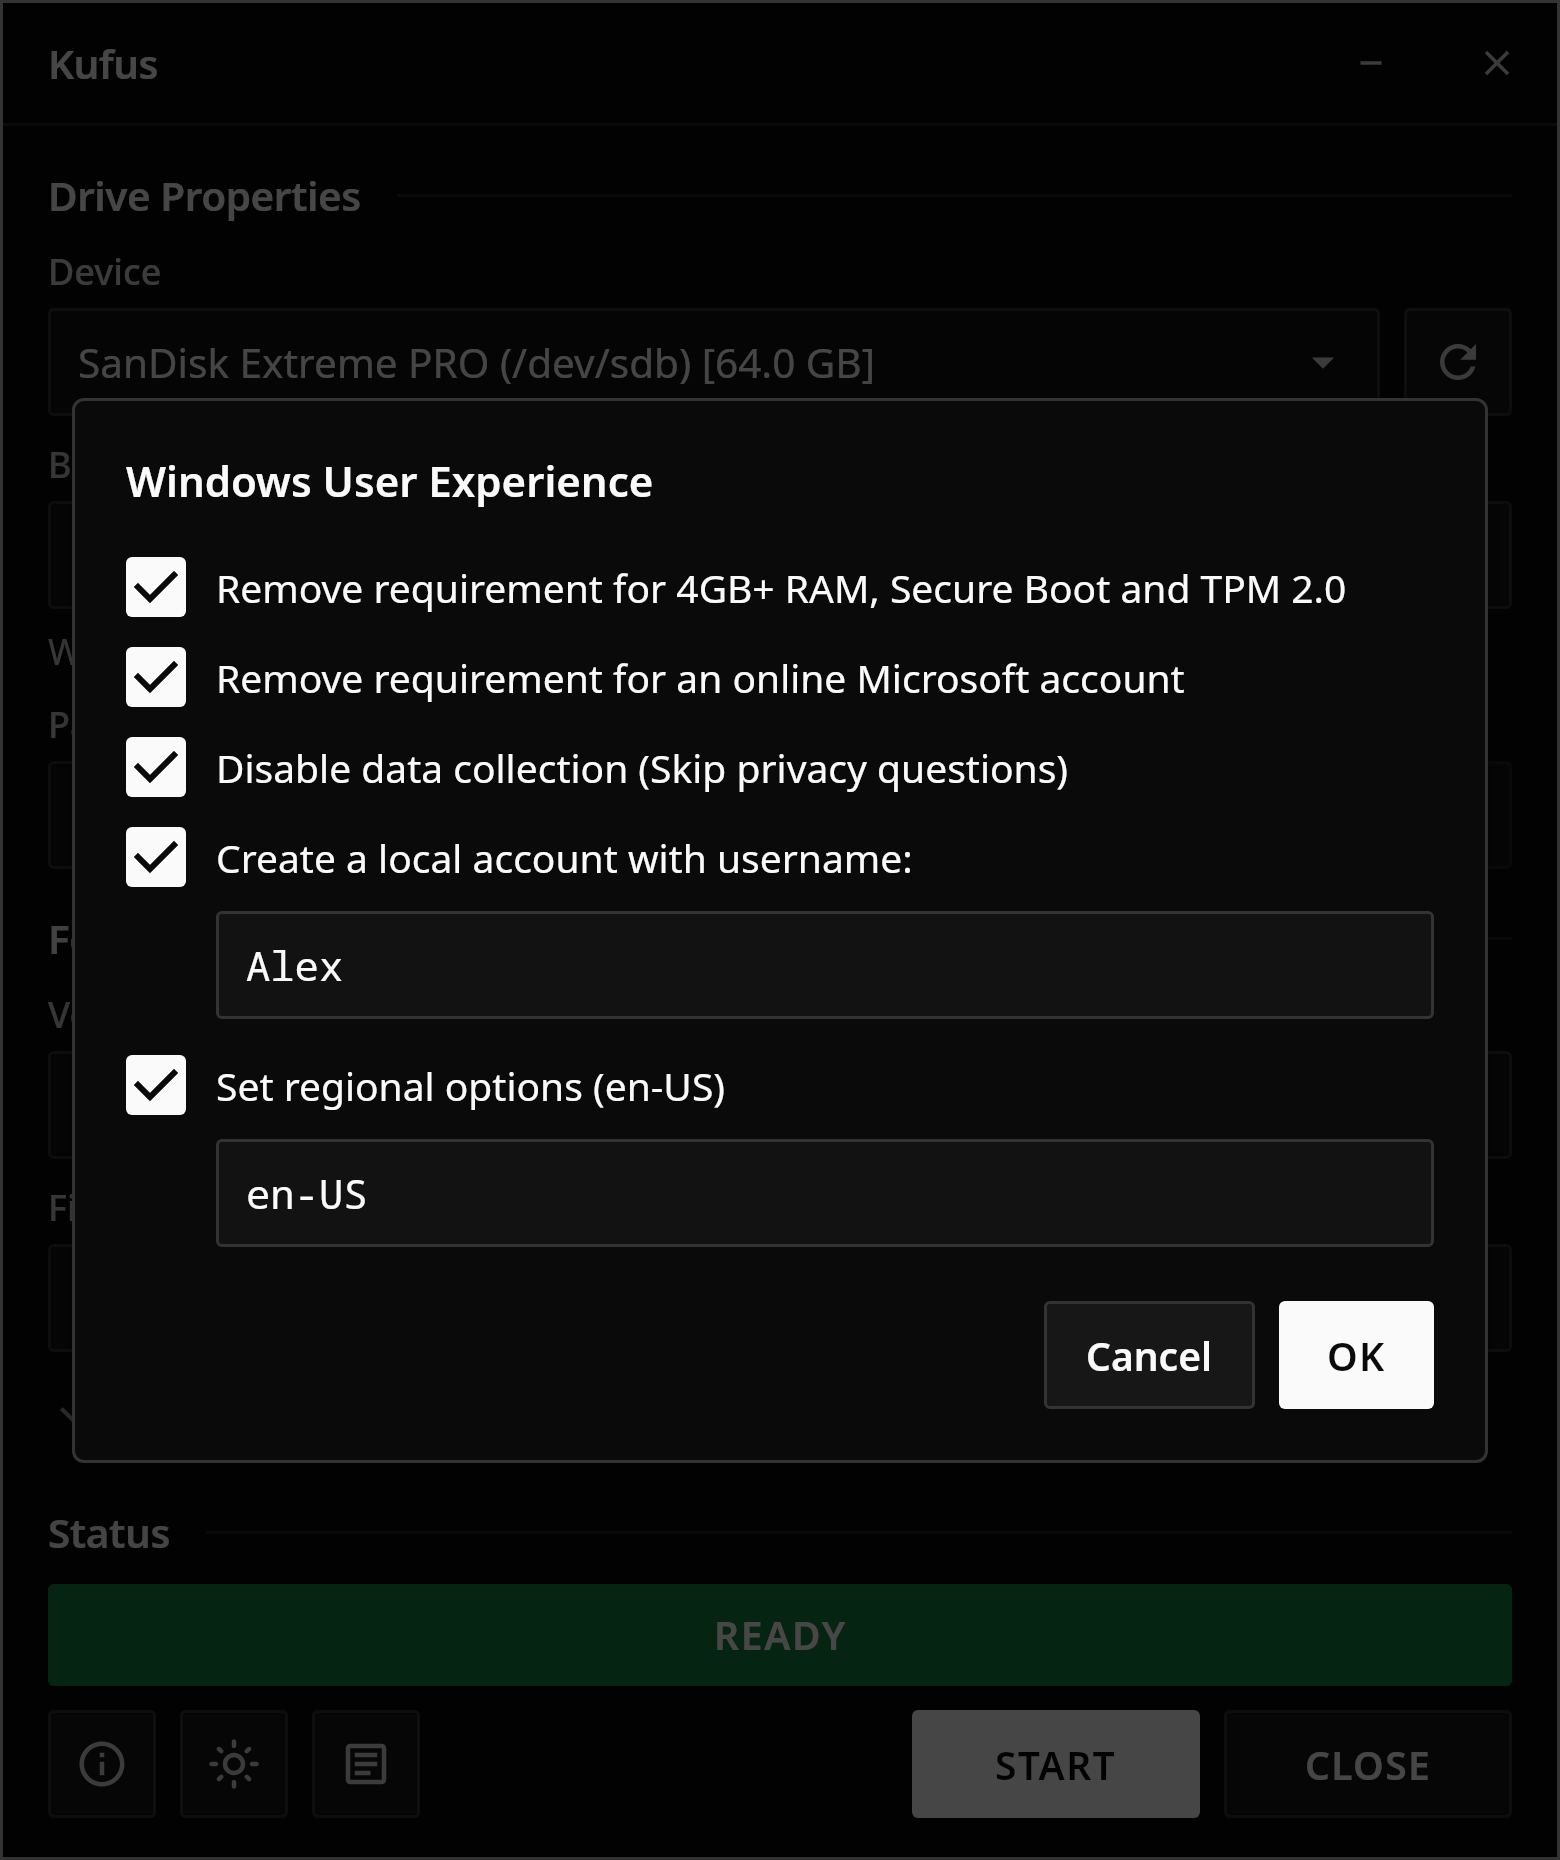 Kufus
Drive Properties
Device
SanDisk Extreme PRO (/dev/sdb) [64.0 GB]
Windows User Experience
Remove requirement for 4GB+ RAM, Secure Boot and TPM 2.0
Remove requirement for an online Microsoft account
Disable data collection (Skip privacy questions)
Create a local account with username:
Alex
Set regional options (en-US)
en-US
Cancel
OK
Status
READY
START
CLOSE